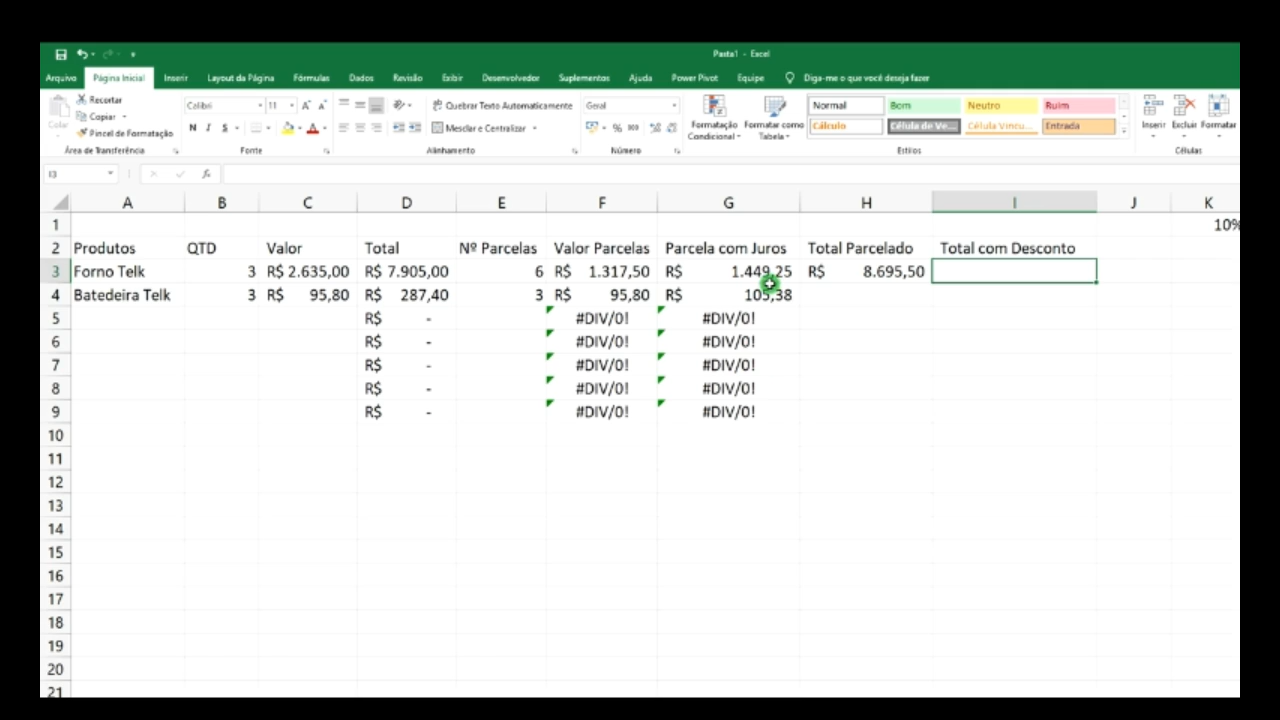 Pasta1 - Excel
Arquivo Página Inicial Inserir Layout da Página Fórmulas Dados Revisão Exibir Desenvolvedor Suplementos Ajuda Power Pivot Equipe Diga-me o que você deseja fazer
Colar Recortar Copiar Pincel de Formatação
Calibri 11
N I S
Quebrar Texto Automaticamente
Mesclar e Centralizar
Geral
% 000
Formatação Condicional
Formatar como Tabela
Normal Bom Neutro Ruim
Cálculo Célula de Ve... Célula Vincu... Entrada
Inserir Excluir Formatar
Área de Transferência Fonte Alinhamento Número Estilos Células
I3 fx
A B C D E F G H I J K
1 10%
2 Produtos QTD Valor Total Nº Parcelas Valor Parcelas Parcela com Juros Total Parcelado Total com Desconto
3 Forno Telk 3 R$ 2.635,00 R$ 7.905,00 6 R$ 1.317,50 R$ 1.449,25 R$ 8.695,50
4 Batedeira Telk 3 R$ 95,80 R$ 287,40 3 R$ 95,80 R$ 105,38
5 R$ - #DIV/0! #DIV/0!
6 R$ - #DIV/0! #DIV/0!
7 R$ - #DIV/0! #DIV/0!
8 R$ - #DIV/0! #DIV/0!
9 R$ - #DIV/0! #DIV/0!
10
11
12
13
14
15
16
17
18
19
20
21